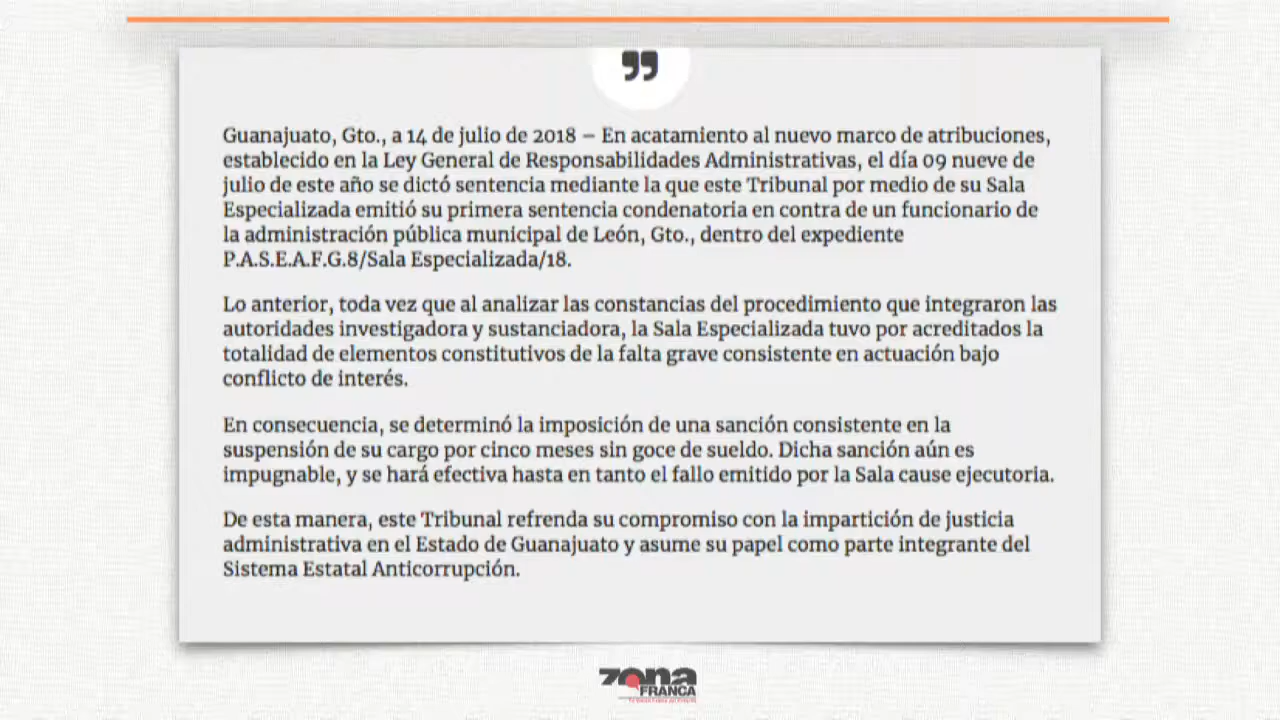 Guanajuato, Gto., a 14 de julio de 2018 – En acatamiento al nuevo marco de atribuciones,
establecido en la Ley General de Responsabilidades Administrativas, el día 09 nueve de
julio de este año se dictó sentencia mediante la que este Tribunal por medio de su Sala
Especializada emitió su primera sentencia condenatoria en contra de un funcionario de
la administración pública municipal de León, Gto., dentro del expediente
P.A.S.E.A.F.G.8/Sala Especializada/18.
Lo anterior, toda vez que al analizar las constancias del procedimiento que integraron las
autoridades investigadora y sustanciadora, la Sala Especializada tuvo por acreditados la
totalidad de elementos constitutivos de la falta grave consistente en actuación bajo
conflicto de interés.
En consecuencia, se determinó la imposición de una sanción consistente en la
suspensión de su cargo por cinco meses sin goce de sueldo. Dicha sanción aún es
impugnable, y se hará efectiva hasta en tanto el fallo emitido por la Sala cause ejecutoria.
De esta manera, este Tribunal refrenda su compromiso con la impartición de justicia
administrativa en el Estado de Guanajuato y asume su papel como parte integrante del
Sistema Estatal Anticorrupción.
zona
FRANCA